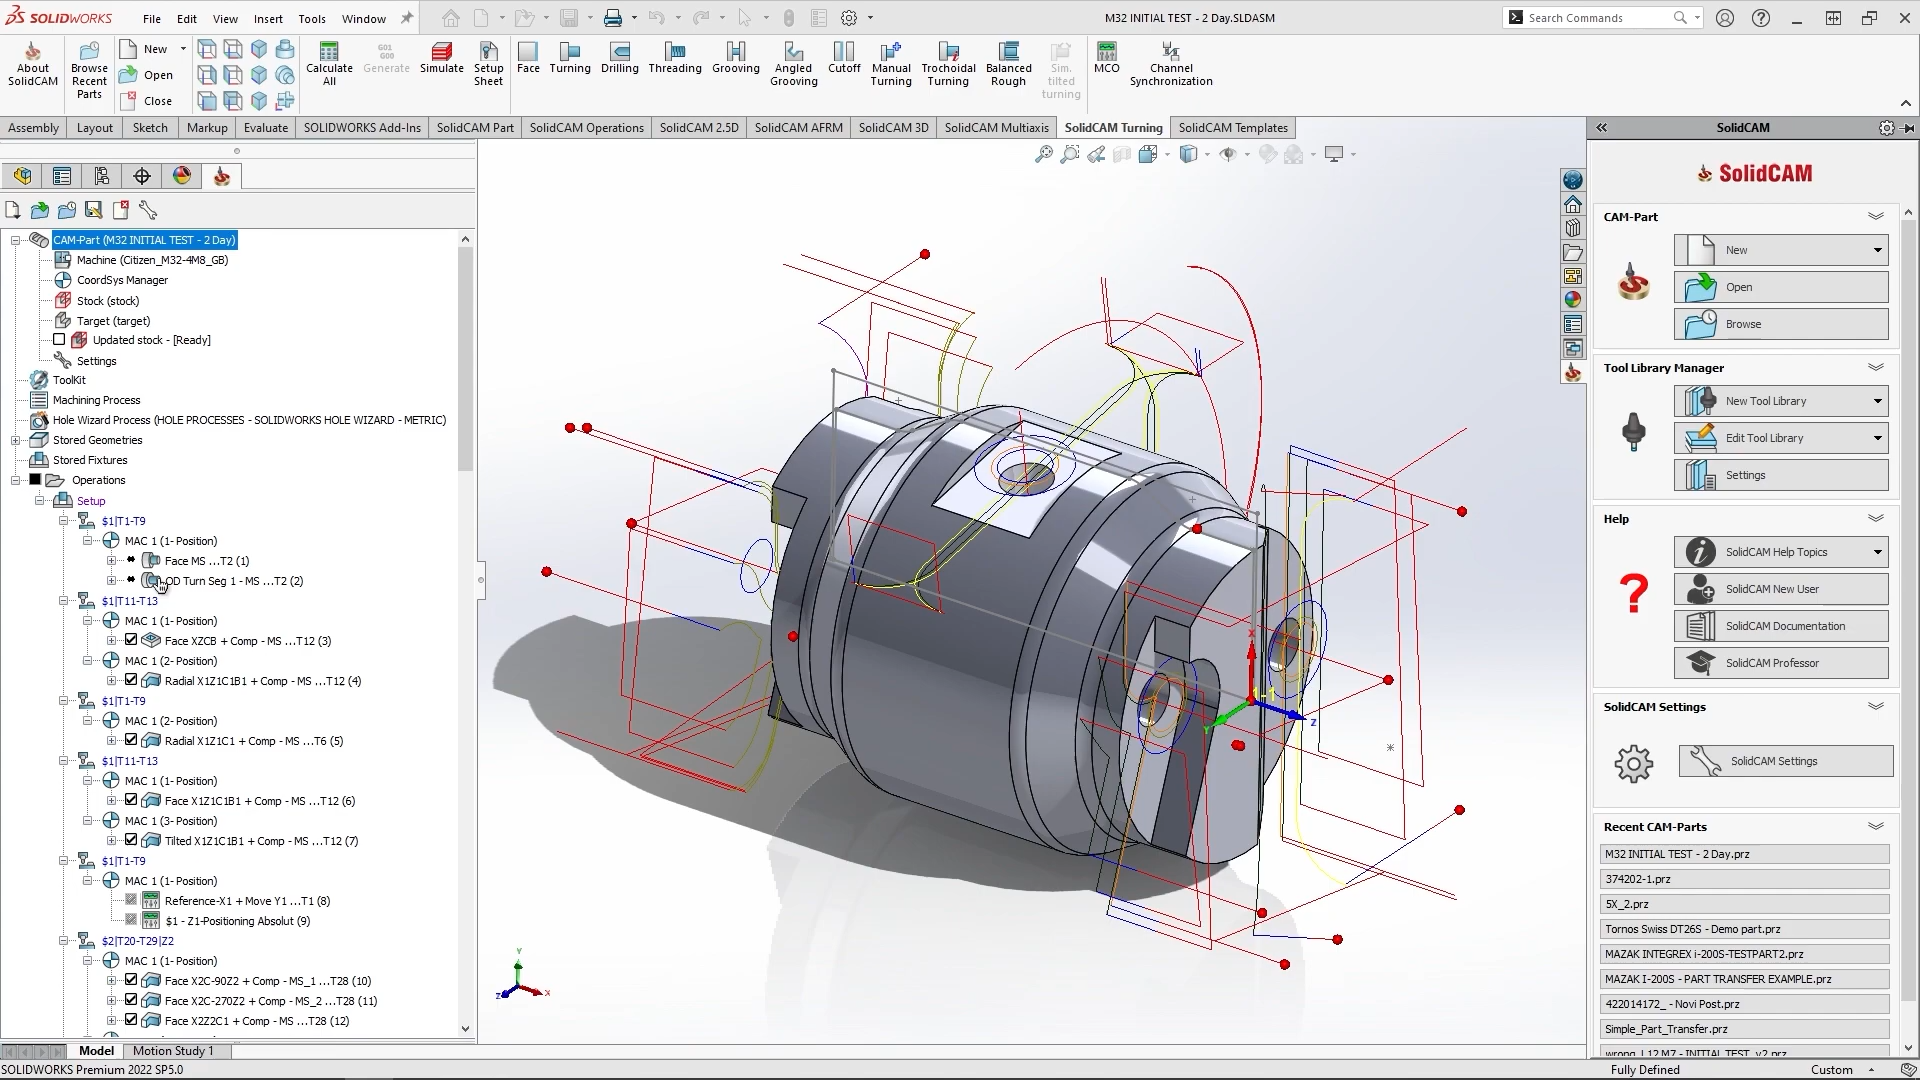 SOLIDWORKS File Edit View Insert Tools Window M32 INITIAL TEST - 2 Day.SLDASM Search Commands
About SolidCAM
Browse Recent Parts
New
Open
Close
Calculate All
G01 G00 Generate
Simulate
Setup Sheet
Face
Turning
Drilling
Threading
Grooving
Angled Grooving
Cutoff
Manual Turning
Trochoidal Turning
Balanced Rough
Sim. tilted turning
MCO
Channel Synchronization
Assembly Layout Sketch Markup Evaluate SOLIDWORKS Add-Ins SolidCAM Part SolidCAM Operations SolidCAM 2.5D SolidCAM AFRM SolidCAM 3D SolidCAM Multiaxis SolidCAM Turning SolidCAM Templates
CAM-Part (M32 INITIAL TEST - 2 Day)
Machine (Citizen_M32-4M8_GB)
CoordSys Manager
Stock (stock)
Target (target)
Updated stock - [Ready]
Settings
ToolKit
Machining Process
Hole Wizard Process (HOLE PROCESSES - SOLIDWORKS HOLE WIZARD - METRIC)
Stored Geometries
Stored Fixtures
Operations
Setup
$1|T1-T9
MAC 1 (1- Position)
Face MS ...T2 (1)
OD Turn Seg 1 - MS ...T2 (2)
$1|T11-T13
MAC 1 (1- Position)
Face XZCB + Comp - MS ...T12 (3)
MAC 1 (2- Position)
Radial X1Z1C1B1 + Comp - MS ...T12 (4)
$1|T1-T9
MAC 1 (2- Position)
Radial X1Z1C1 + Comp - MS ...T6 (5)
$1|T11-T13
MAC 1 (1- Position)
Face X1Z1C1B1 + Comp - MS ...T12 (6)
MAC 1 (3- Position)
Tilted X1Z1C1B1 + Comp - MS ...T12 (7)
$1|T1-T9
MAC 1 (1- Position)
Reference-X1 + Move Y1 ...T1 (8)
$1 - Z1-Positioning Absolut (9)
$2|T20-T29|Z2
MAC 1 (1- Position)
Face X2C-90Z2 + Comp - MS_1 ...T28 (10)
Face X2C-270Z2 + Comp - MS_2 ...T28 (11)
Face X2Z2C1 + Comp - MS ...T28 (12)
X
1-1
Z
Y
Y
Z
X
SolidCAM
SolidCAM
CAM-Part
New
Open
Browse
Tool Library Manager
New Tool Library
Edit Tool Library
Settings
Help
SolidCAM Help Topics
SolidCAM New User
SolidCAM Documentation
SolidCAM Professor
SolidCAM Settings
SolidCAM Settings
Recent CAM-Parts
M32 INITIAL TEST - 2 Day.prz
374202-1.prz
5X_2.prz
Tornos Swiss DT26S - Demo part.prz
MAZAK INTEGREX i-200S-TESTPART2.prz
MAZAK I-200S - PART TRANSFER EXAMPLE.prz
422014172_ - Novi Post.prz
Simple_Part_Transfer.prz
wrong_L12 M7 - INITIAL TEST_v2.prz
Model Motion Study 1
SOLIDWORKS Premium 2022 SP5.0 Fully Defined Custom